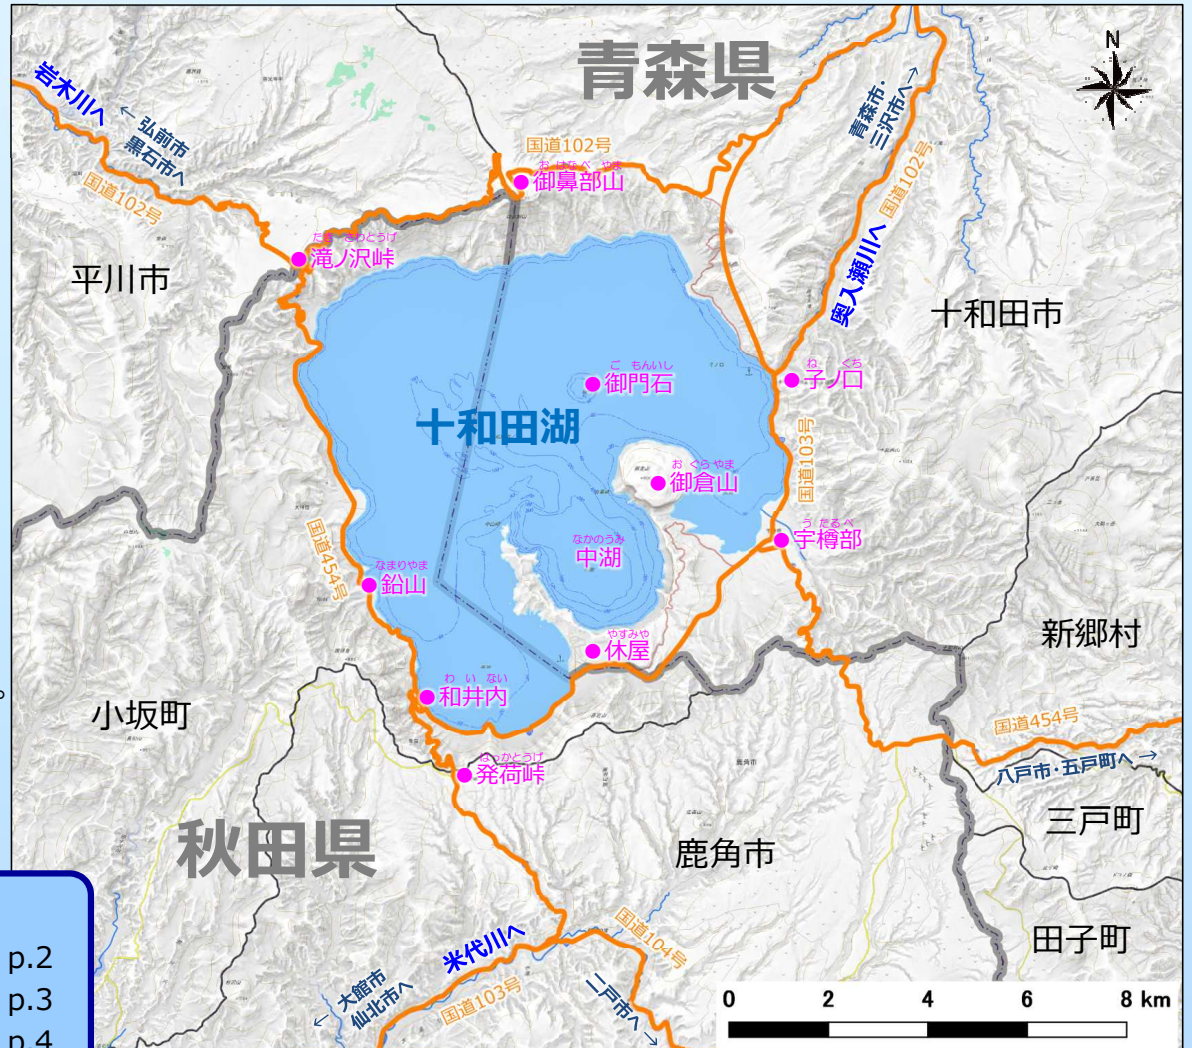 青森県
N
岩木川へ
← 弘前市
黒石市へ
国道102号
国道102号
お はな べ やま
御鼻部山
青森市・
三沢市へ →
国道102号
奥入瀬川へ
たき さわとうげ
滝ノ沢峠
平川市
十和田市
ご もんいし
御門石
ね くち
子ノ口
十和田湖
国道103号
お ぐら やま
御倉山
う たる べ
宇樽部
なかのうみ
中湖
国道454号
なまりやま
鉛山
やすみや
休屋
新郷村
わ い ない
和井内
。
小坂町
国道454号
八戸市・五戸町へ →
はっかとうげ
発荷峠
三戸町
秋田県
鹿角市
田子町
国道104号
米代川へ
国道103号
← 大館市
仙北市へ
二戸市へ →
0 2 4 6 8 km
p.2
p.3
p.4